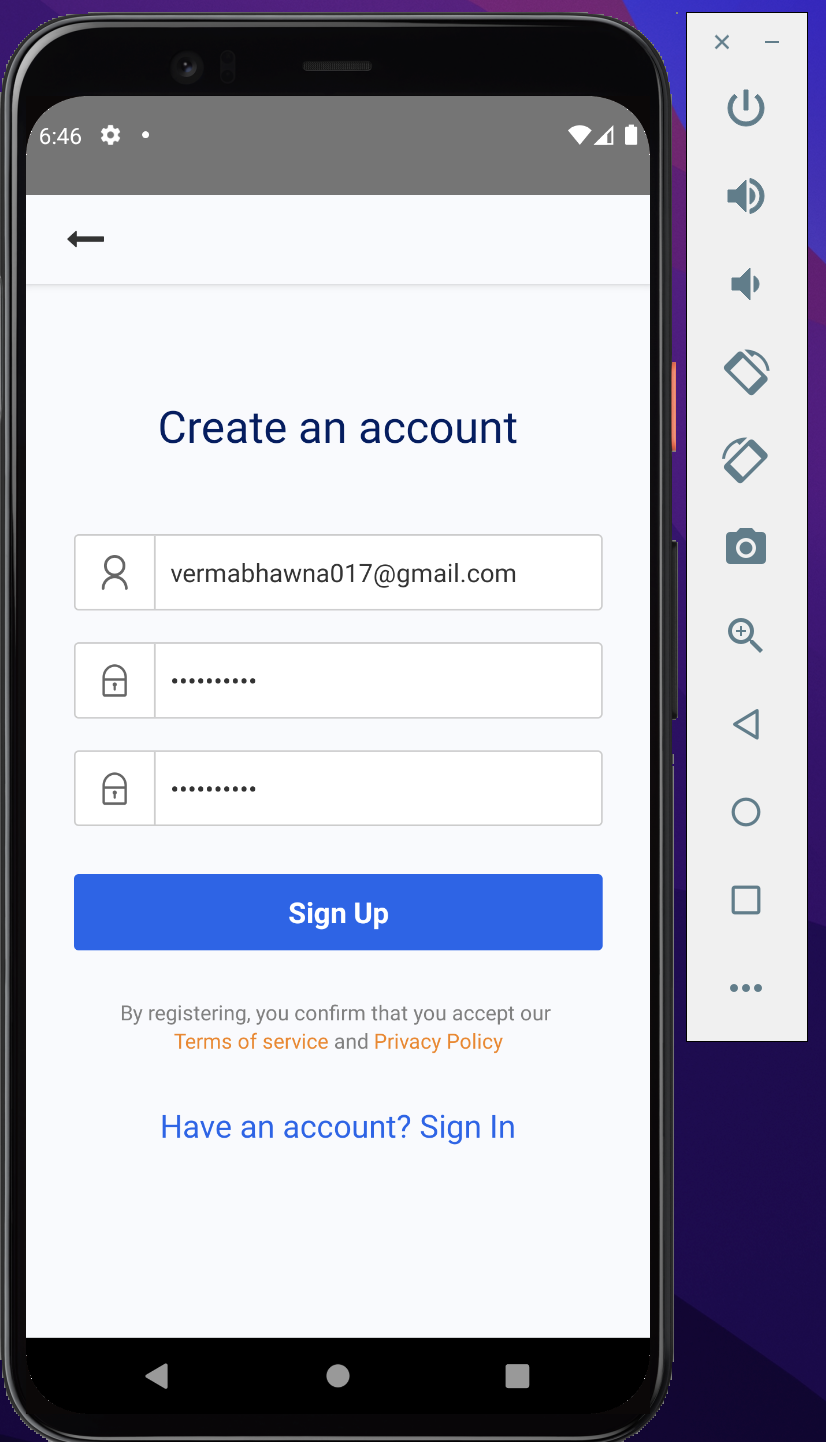 6:46
Create an account
vermabhawna017@gmail.com
••••••••••
••••••••••
Sign Up
By registering, you confirm that you accept our
Terms of service and Privacy Policy
Have an account? Sign In